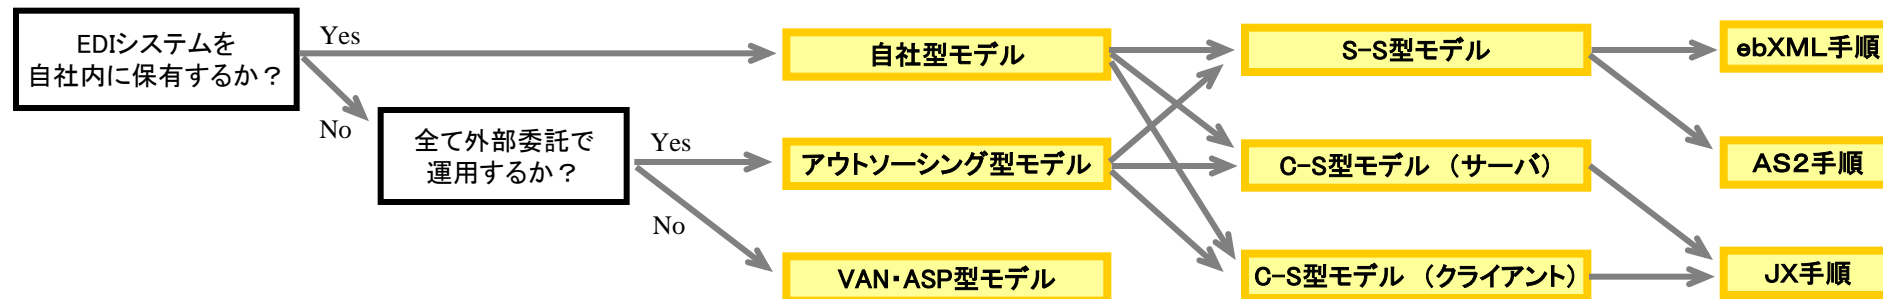 EDIシステムを
自社内に保有するか？
Yes
No
全て外部委託で
運用するか？
Yes
No
自社型モデル
アウトソーシング型モデル
VAN・ASP型モデル
S-S型モデル
C-S型モデル （サーバ）
C-S型モデル （クライアント）
ebXML手順
AS2手順
JX手順